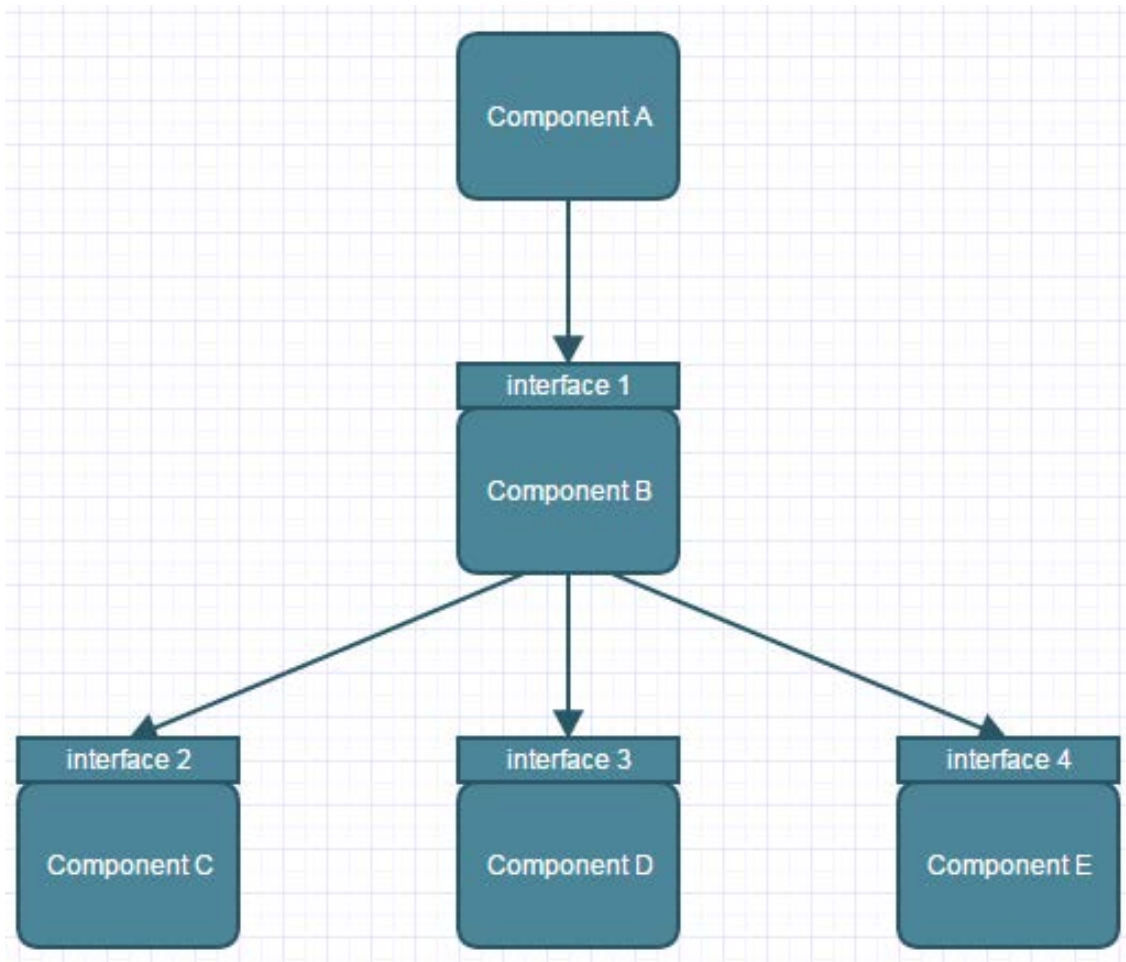 Component A
interface 1
Component B
interface 2
interface 3
interface 4
Component C
Component D
Component E